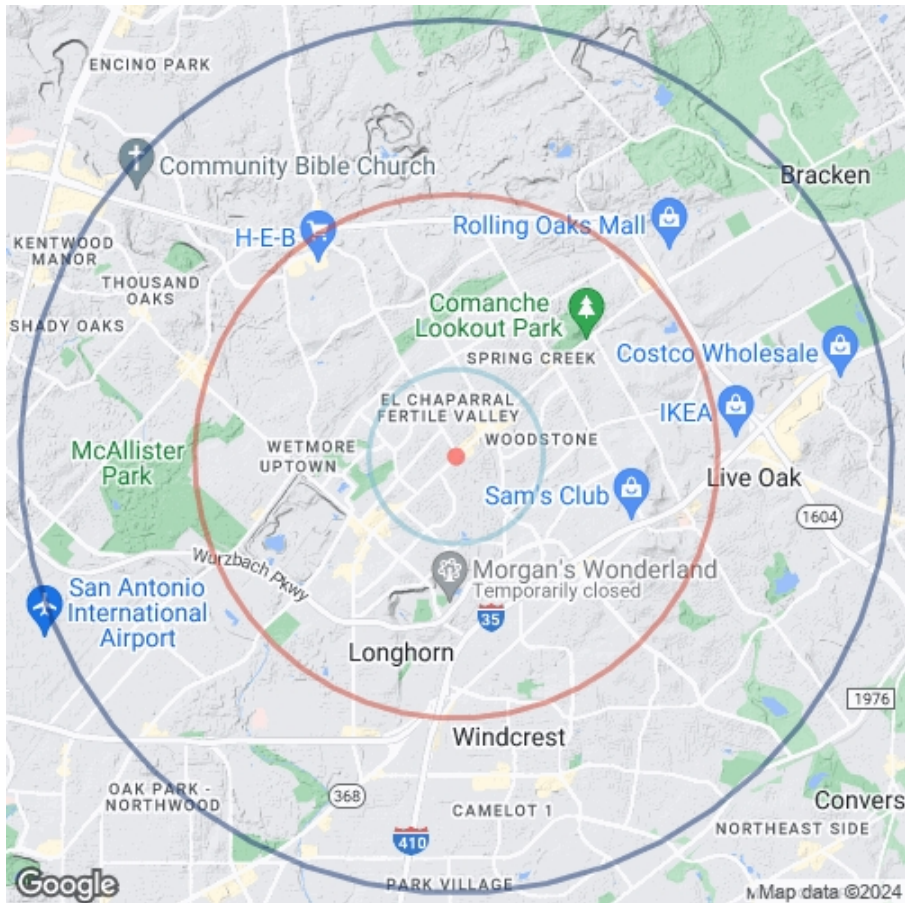 ENCINO PARK
Community Bible Church
Bracken
H-E-B
Rolling Oaks Mall
KENTWOOD
MANOR
THOUSAND
OAKS
SHADY OAKS
Comanche
Lookout Park
SPRING CREEK
Costco Wholesale
EL CHAPARRAL
FERTILE VALLEY
IKEA
WOODSTONE
McAllister
Park
WETMORE
UPTOWN
Sam's Club
Live Oak
1604
Wurzbach Pkwy
Morgan's Wonderland
Temporarily closed
San Antonio
International
Airport
35
Longhorn
1976
Windcrest
OAK PARK -
NORTHWOOD
368
CAMELOT 1
Convers
NORTHEAST SIDE
410
PARK VILLAGE
Google
Map data ©2024